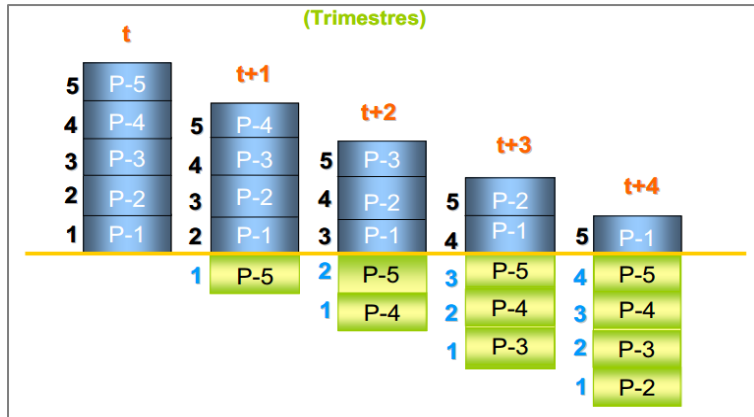 (Trimestres)
t
t+1
t+2
t+3
t+4
5 P-5
4 P-4
3 P-3
2 P-2
1 P-1
5 P-4
4 P-3
3 P-2
2 P-1
1 P-5
5 P-3
4 P-2
3 P-1
2 P-5
1 P-4
5 P-2
4 P-1
3 P-5
2 P-4
1 P-3
5 P-1
4 P-5
3 P-4
2 P-3
1 P-2